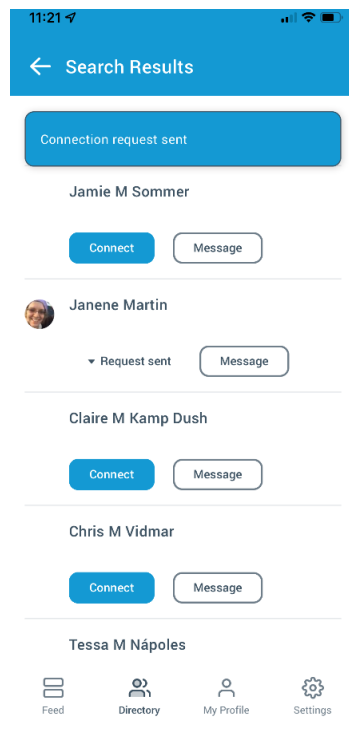 11:21
Search Results
Connection request sent
Jamie M Sommer
Connect Message
Janene Martin
Request sent Message
Claire M Kamp Dush
Connect Message
Chris M Vidmar
Connect Message
Tessa M Nápoles
Feed Directory My Profile Settings